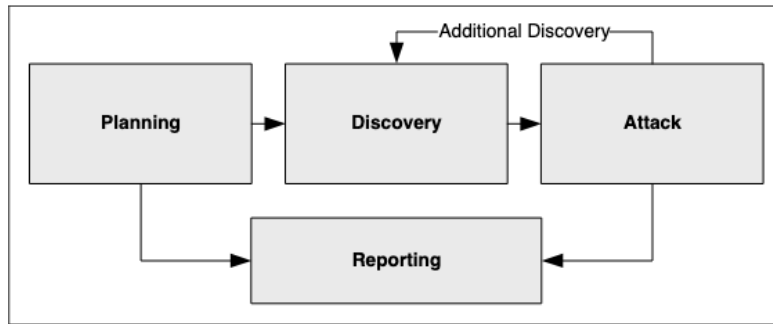 Additional Discovery
Planning
Discovery
Attack
Reporting